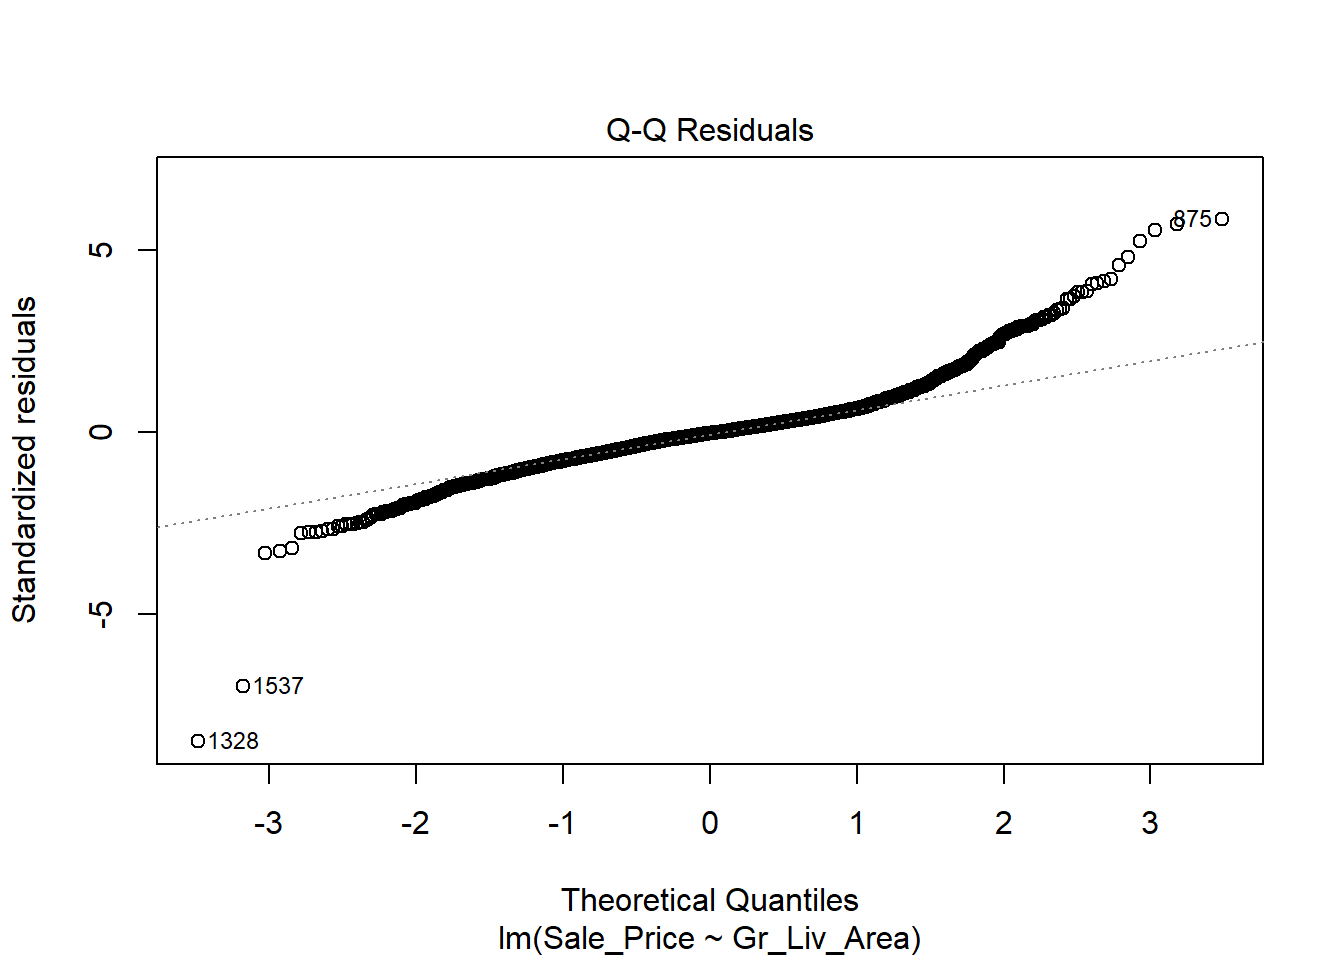 Q-Q Residuals
Standardized residuals
5
0
-5
875
1537
1328
-3 -2 -1 0 1 2 3
Theoretical Quantiles
lm(Sale_Price ~ Gr_Liv_Area)